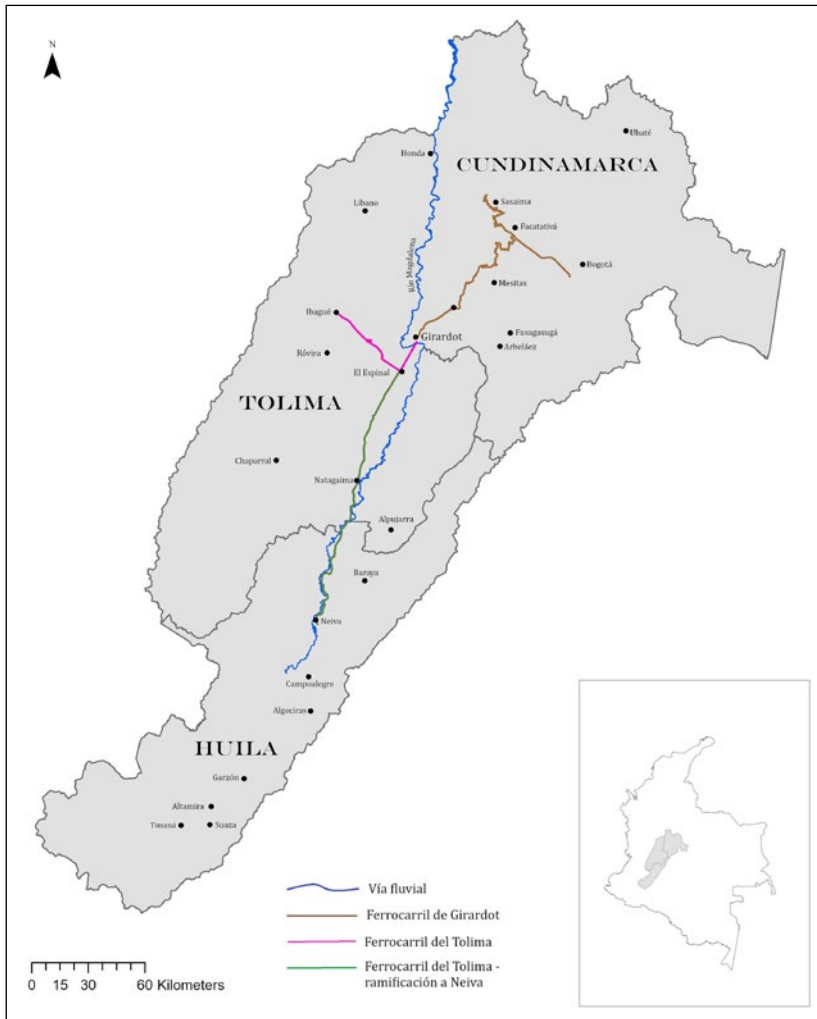 N
Ubaté
Honda
CUNDINAMARCA
Sasaima
Líbano
Facatativá
Bogotá
Mesitas
Río Magdalena
Ibagué
Girardot
Fusagasugá
Arbeláez
Róvira
El Espinal
TOLIMA
Chaparral
Natagaima
Alpujarra
Baraya
Neiva
Campoalegre
Algeciras
HUILA
Garzón
Altamira
Timaná
Suaza
Vía fluvial
Ferrocarril de Girardot
Ferrocarril del Tolima
Ferrocarril del Tolima -
ramificación a Neiva
0 15 30 60 Kilometers